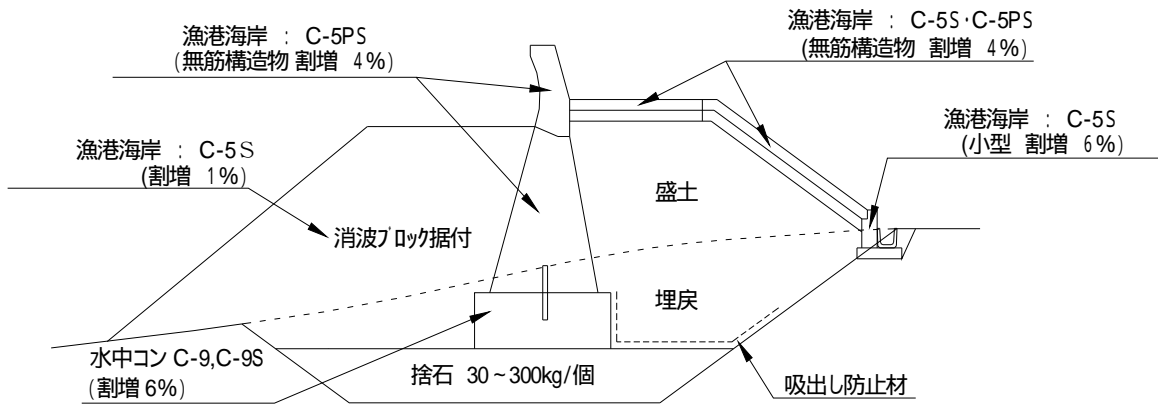 漁港海岸 : C-5PS
(無筋構造物 割増 4%)
漁港海岸 : C-5S・C-5PS
(無筋構造物 割増 4%)
漁港海岸 : C-5S
(小型 割増 6%)
漁港海岸 : C-5S
(割増 1%)
盛土
消波ブロック据付
埋戻
水中コン C-9,C-9S
(割増6%)
捨石 30~300kg/個
吸出し防止材